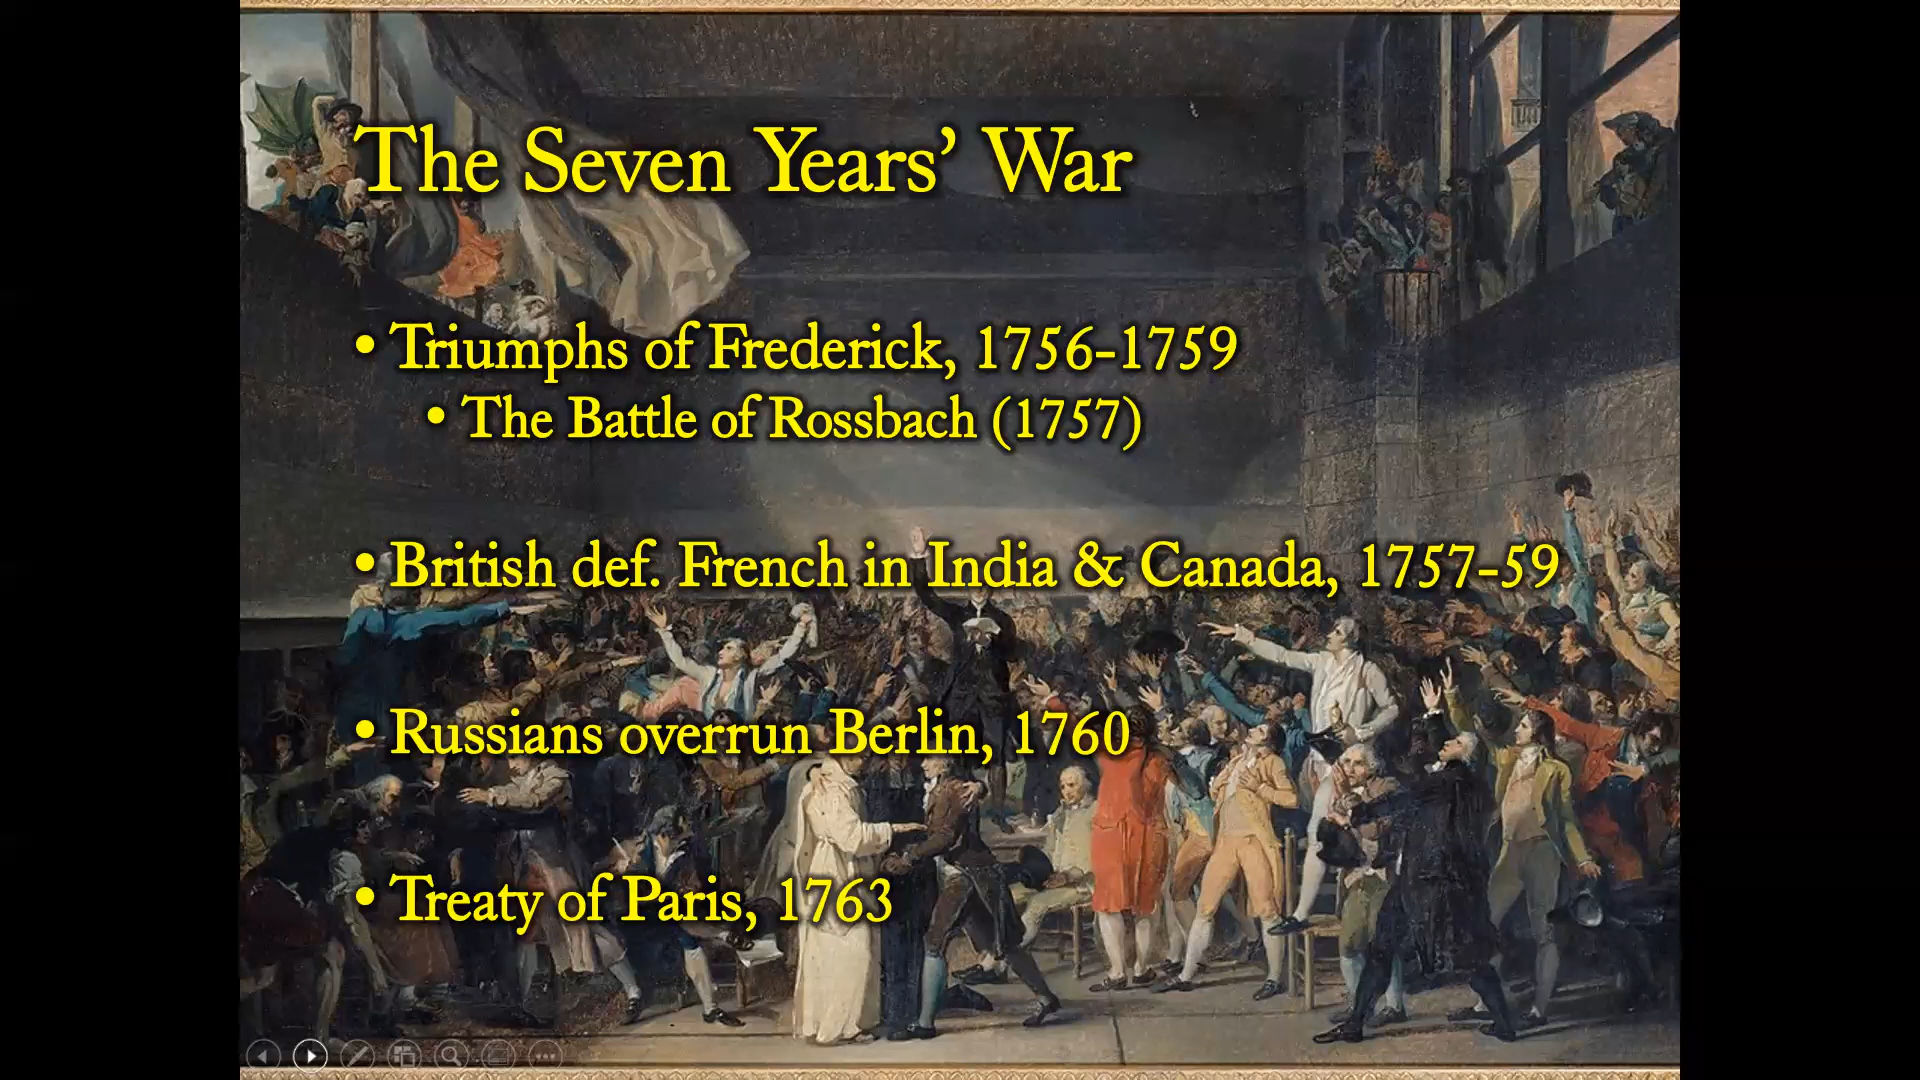 The Seven Years’ War
• Triumphs of Frederick, 1756-1759
• The Battle of Rossbach (1757)
• British def. French in India & Canada, 1757-59
• Russians overrun Berlin, 1760
• Treaty of Paris, 1763